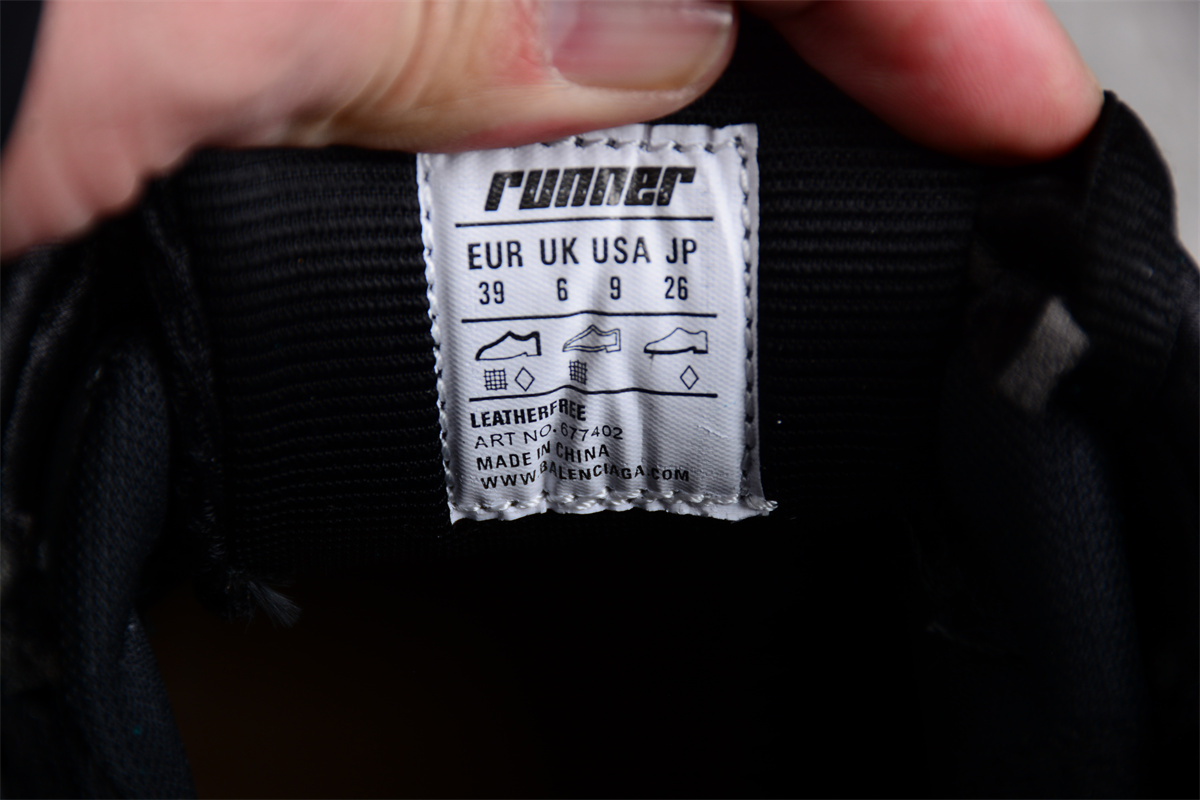 runner
EUR UK USA JP
39 6 9 26
LEATHERFREE
ART NO. 677402
MADE IN CHINA
WWW.BALENCIAGA.COM